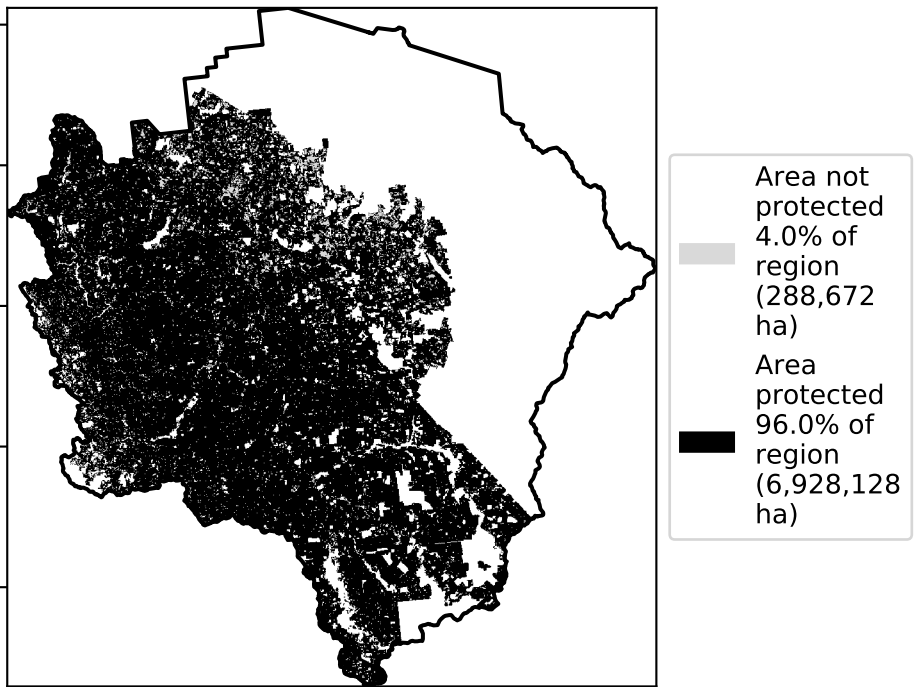 Area not
protected
4.0% of
region
(288,672
ha)
Area
protected
96.0% of
region
(6,928,128
ha)